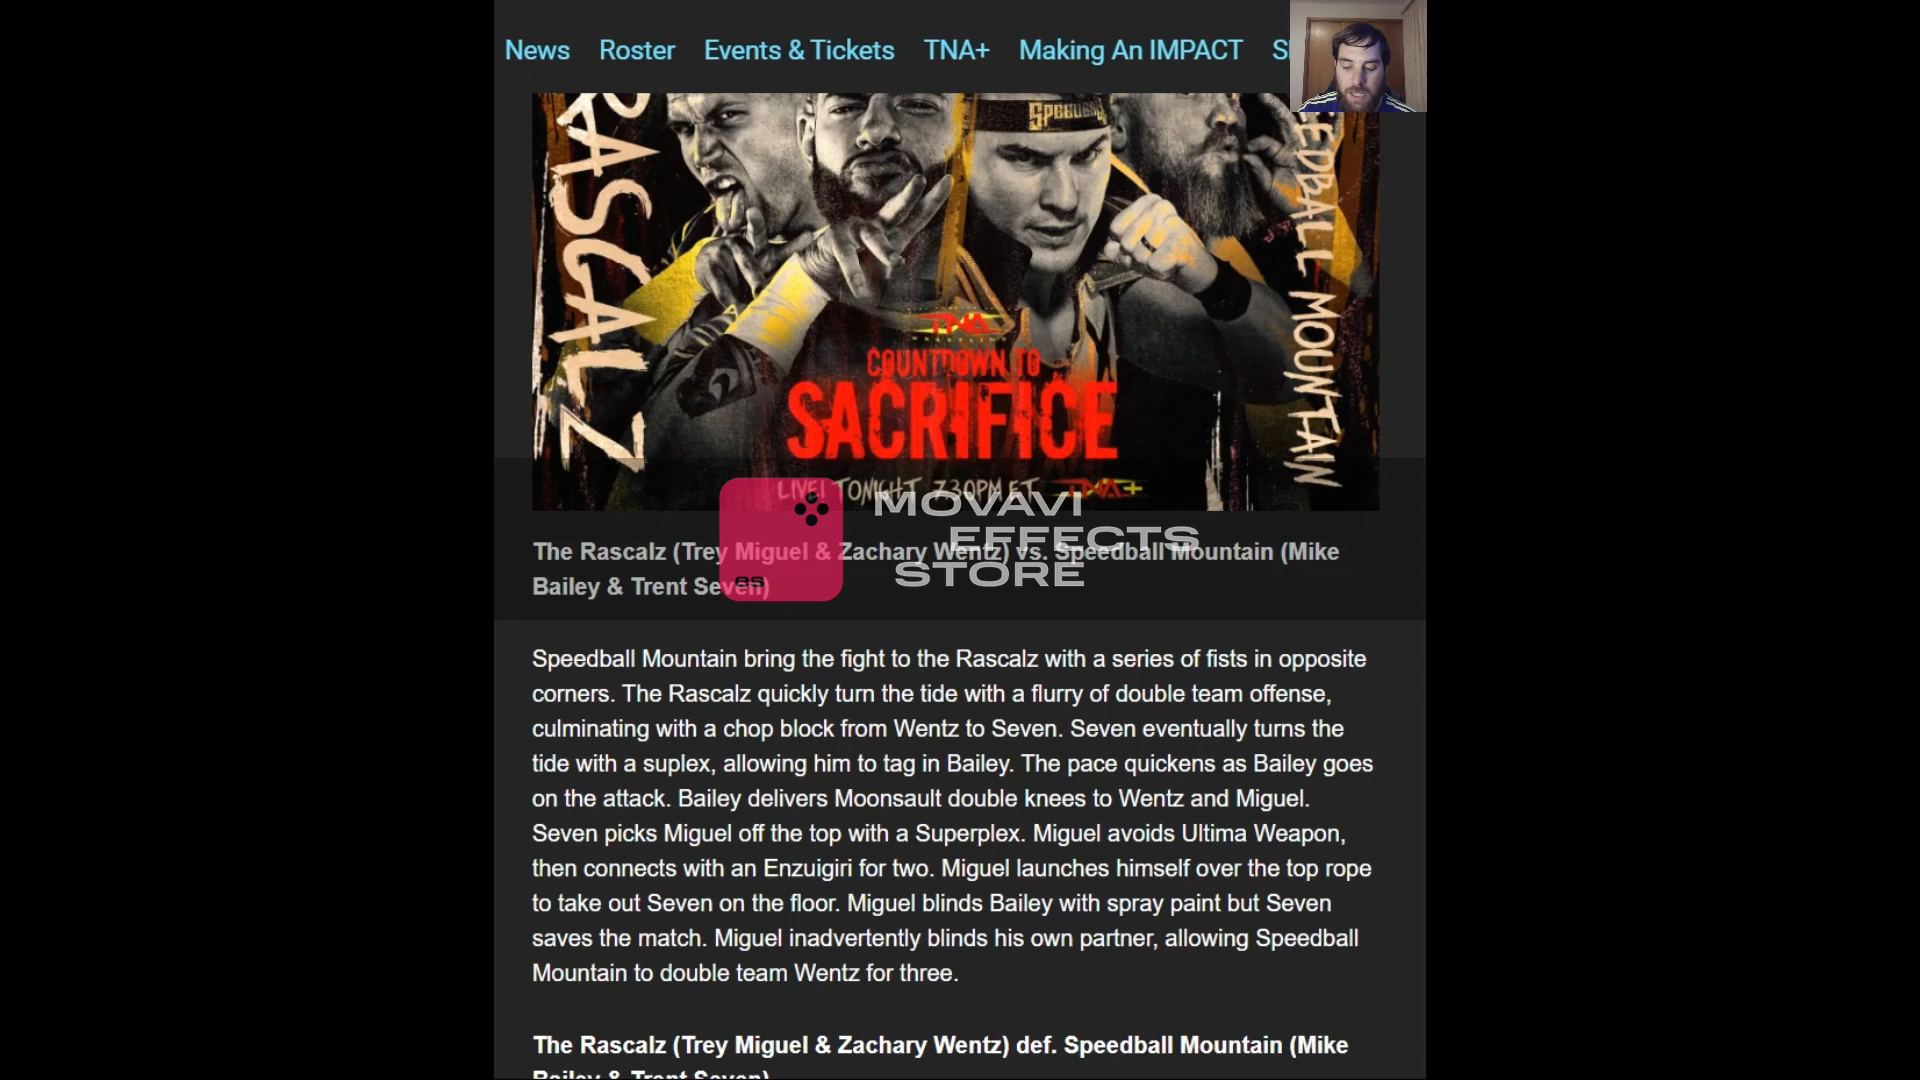 News Roster Events & Tickets TNA+ Making An IMPACT
RASCALZ
SPEEDBALL MOUNTAIN
TNA
WRESTLING
COUNTDOWN TO
SACRIFICE
LIVE! TONIGHT 7:30PM ET TNA+
MOVAVI
EFFECTS
STORE
es
The Rascalz (Trey Miguel & Zachary Wentz) vs. Speedball Mountain (Mike
Bailey & Trent Seven)
Speedball Mountain bring the fight to the Rascalz with a series of fists in opposite
corners. The Rascalz quickly turn the tide with a flurry of double team offense,
culminating with a chop block from Wentz to Seven. Seven eventually turns the
tide with a suplex, allowing him to tag in Bailey. The pace quickens as Bailey goes
on the attack. Bailey delivers Moonsault double knees to Wentz and Miguel.
Seven picks Miguel off the top with a Superplex. Miguel avoids Ultima Weapon,
then connects with an Enzuigiri for two. Miguel launches himself over the top rope
to take out Seven on the floor. Miguel blinds Bailey with spray paint but Seven
saves the match. Miguel inadvertently blinds his own partner, allowing Speedball
Mountain to double team Wentz for three.
The Rascalz (Trey Miguel & Zachary Wentz) def. Speedball Mountain (Mike
Bailey & Trent Seven)